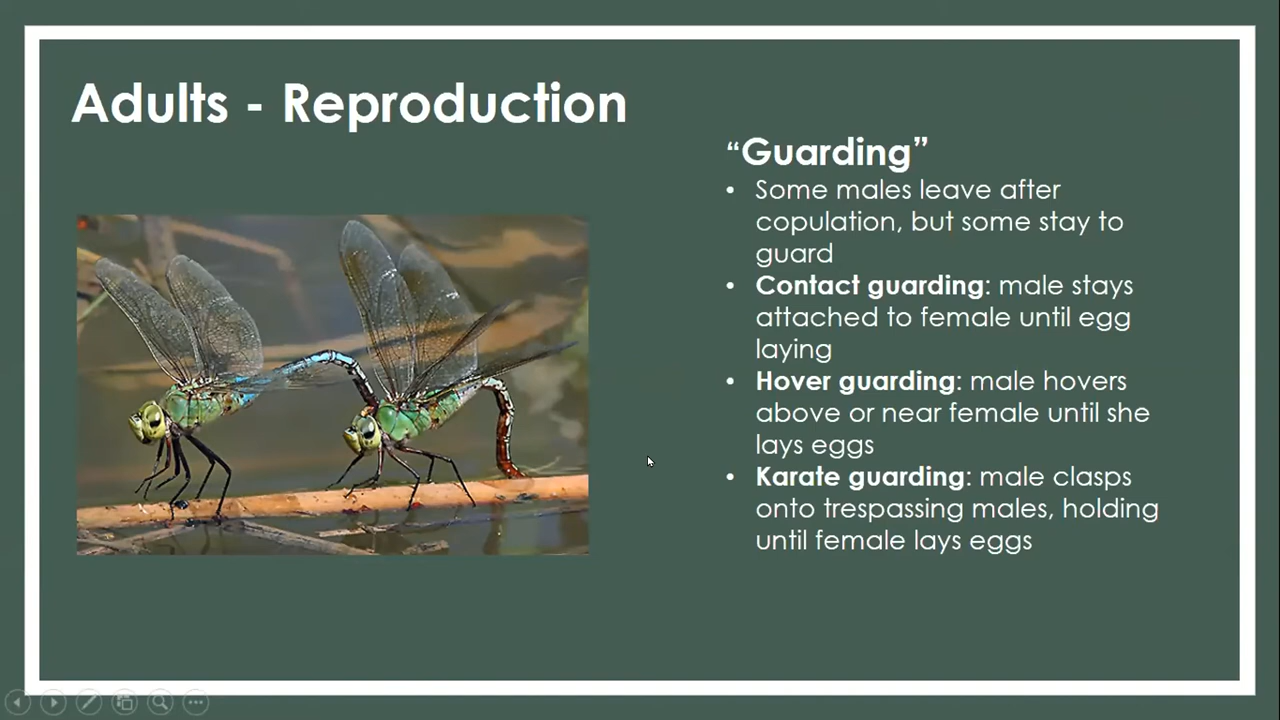 Adults - Reproduction
“Guarding”
• Some males leave after
copulation, but some stay to
guard
• Contact guarding: male stays
attached to female until egg
laying
• Hover guarding: male hovers
above or near female until she
lays eggs
• Karate guarding: male clasps
onto trespassing males, holding
until female lays eggs